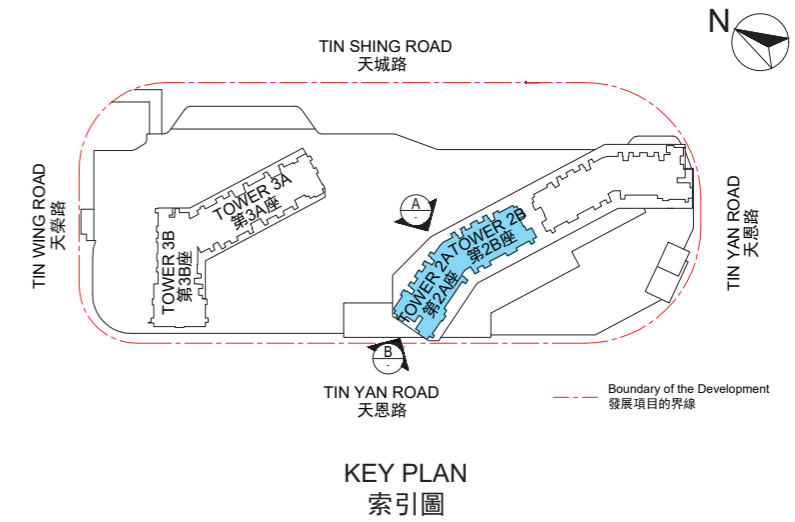 N
TIN SHING ROAD
天城路
TIN WING ROAD
天榮路
TOWER 3A
第3A座
TOWER 3B
第3B座
A
-
TOWER 2A
第2A座
TOWER 2B
第2B座
TIN YAN ROAD
天恩路
B
-
TIN YAN ROAD
天恩路
Boundary of the Development
發展項目的界線
KEY PLAN
索引圖